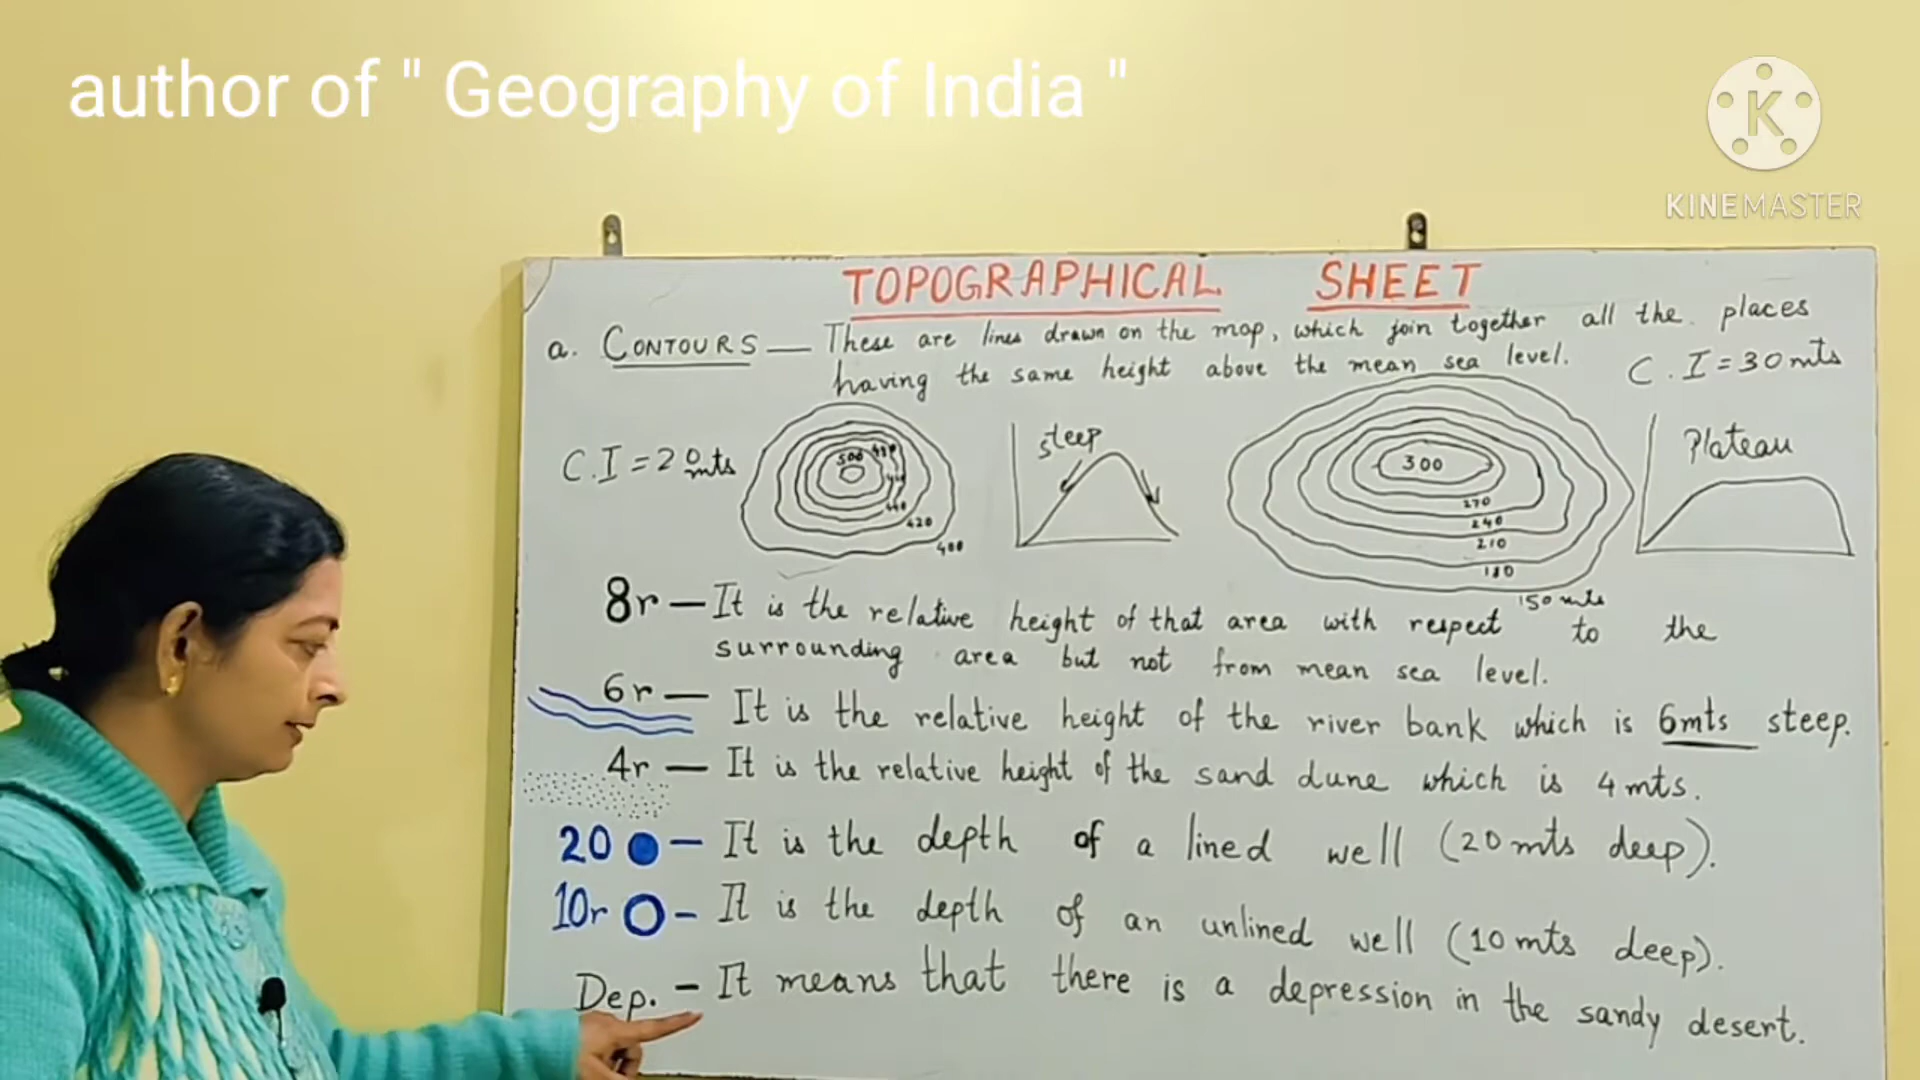 author of " Geography of India "
K
KINEMASTER
TOPOGRAPHICAL SHEET
a. CONTOURS — These are lines drawn on the map, which join together all the places
having the same height above the mean sea level.
C.I = 30 mts
C.I = 20 mts
500
480
440
420
400
steep
300
270
240
210
180
150 mts
Plateau
8r — It is the relative height of that area with respect to the
surrounding area but not from mean sea level.
6r — It is the relative height of the river bank which is 6mts steep.
4r — It is the relative height of the sand dune which is 4 mts.
20 — It is the depth of a lined well (20 mts deep).
10r — It is the depth of an unlined well (10 mts deep).
Dep. — It means that there is a depression in the sandy desert.